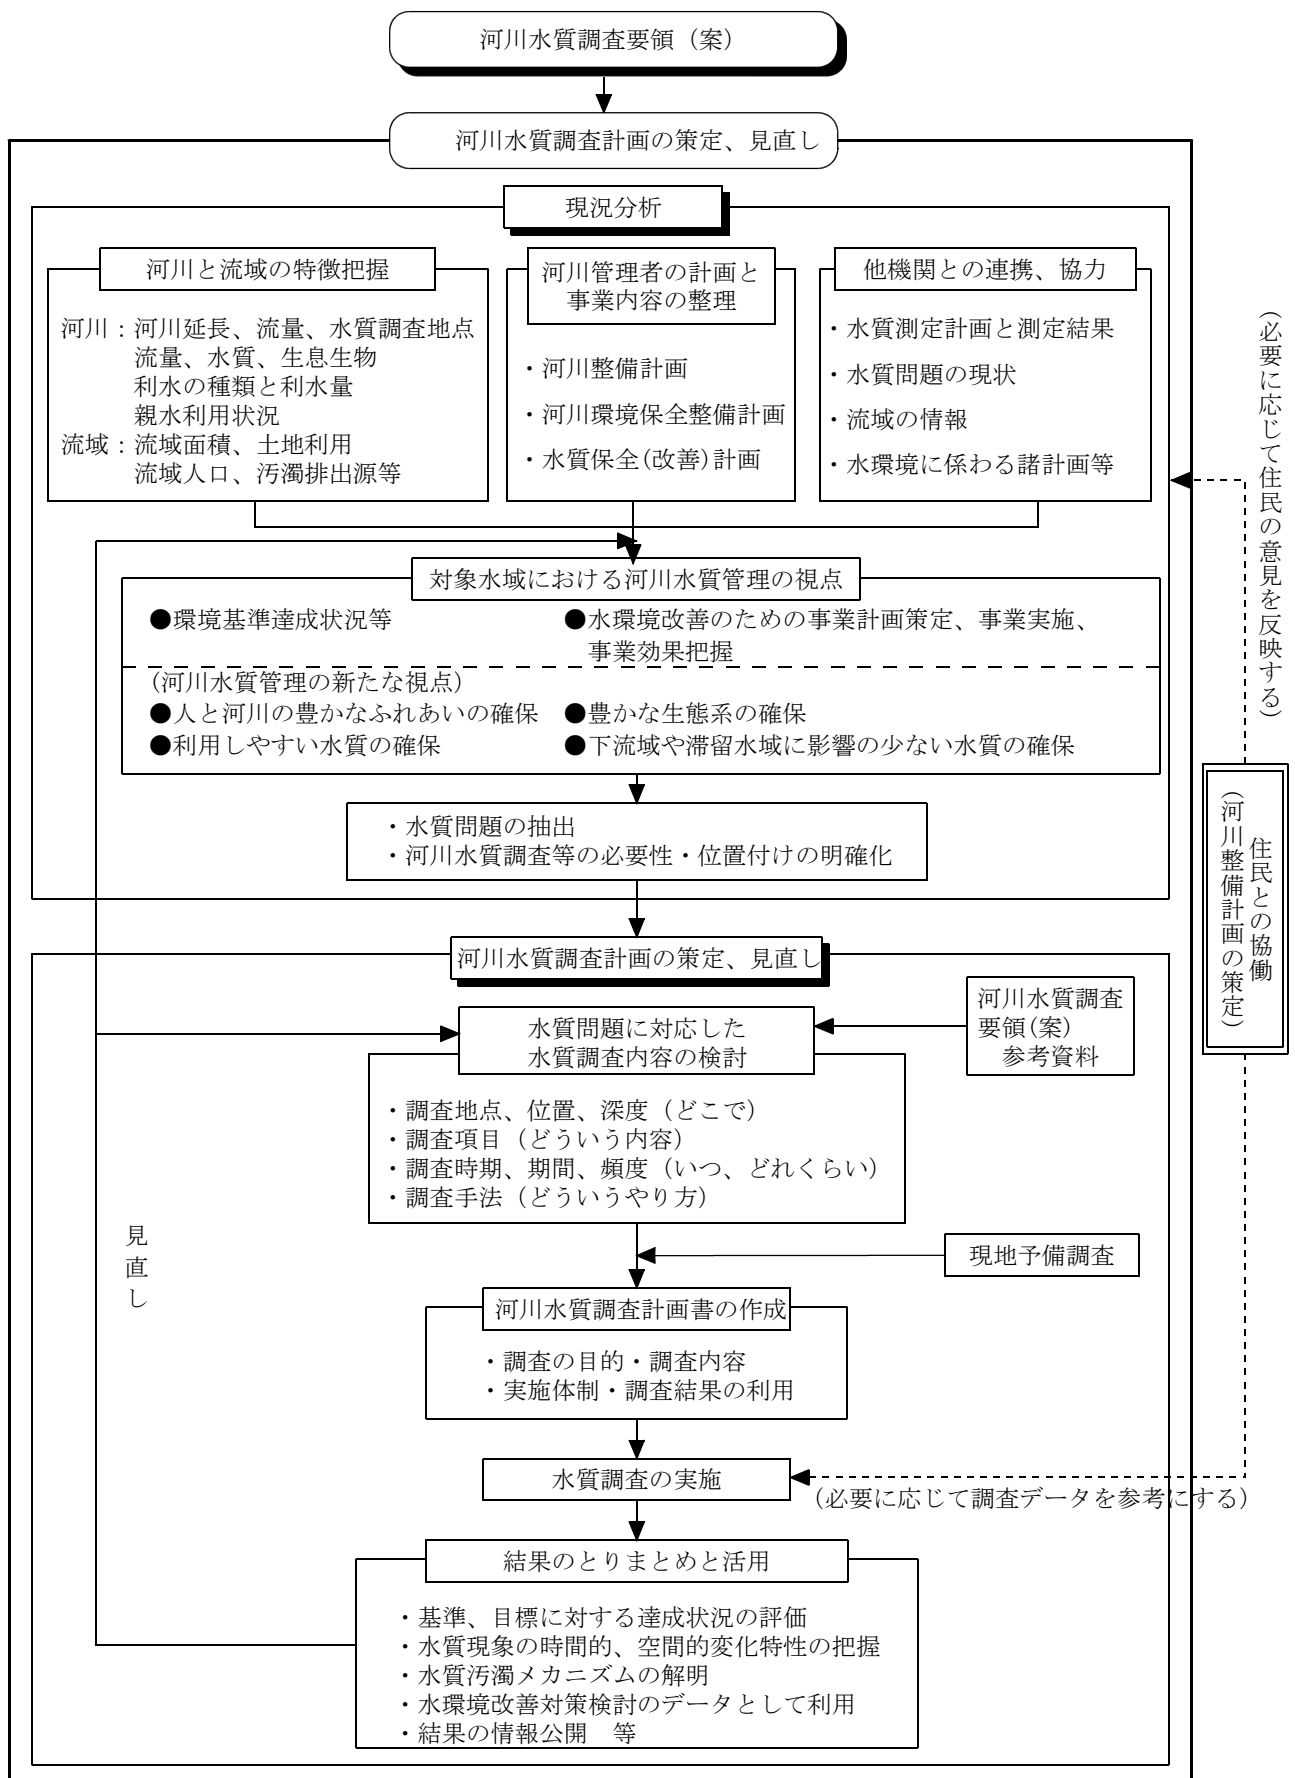 河川水質調査要領（案）
河川水質調査計画の策定、見直し
現況分析
河川と流域の特徴把握
河川：河川延長、流量、水質調査地点
流量、水質、生息生物
利水の種類と利水量
親水利用状況
流域：流域面積、土地利用
流域人口、汚濁排出源等
河川管理者の計画と
事業内容の整理
・河川整備計画
・河川環境保全整備計画
・水質保全(改善)計画
他機関との連携、協力
・水質測定計画と測定結果
・水質問題の現状
・流域の情報
・水環境に係わる諸計画等
（必要に応じて住民の意見を反映する）
対象水域における河川水質管理の視点
●環境基準達成状況等
●水環境改善のための事業計画策定、事業実施、
事業効果把握
（河川水質管理の新たな視点）
●人と河川の豊かなふれあいの確保
●豊かな生態系の確保
●利用しやすい水質の確保
●下流域や滞留水域に影響の少ない水質の確保
・水質問題の抽出
・河川水質調査等の必要性・位置付けの明確化
住民との協働
（河川整備計画の策定）
河川水質調査計画の策定、見直し
水質問題に対応した
水質調査内容の検討
河川水質調査
要領(案)
参考資料
・調査地点、位置、深度（どこで）
・調査項目（どういう内容）
・調査時期、期間、頻度（いつ、どれくらい）
・調査手法（どういうやり方）
見直し
現地予備調査
河川水質調査計画書の作成
・調査の目的・調査内容
・実施体制・調査結果の利用
水質調査の実施
（必要に応じて調査データを参考にする）
結果のとりまとめと活用
・基準、目標に対する達成状況の評価
・水質現象の時間的、空間的変化特性の把握
・水質汚濁メカニズムの解明
・水環境改善対策検討のデータとして利用
・結果の情報公開　等